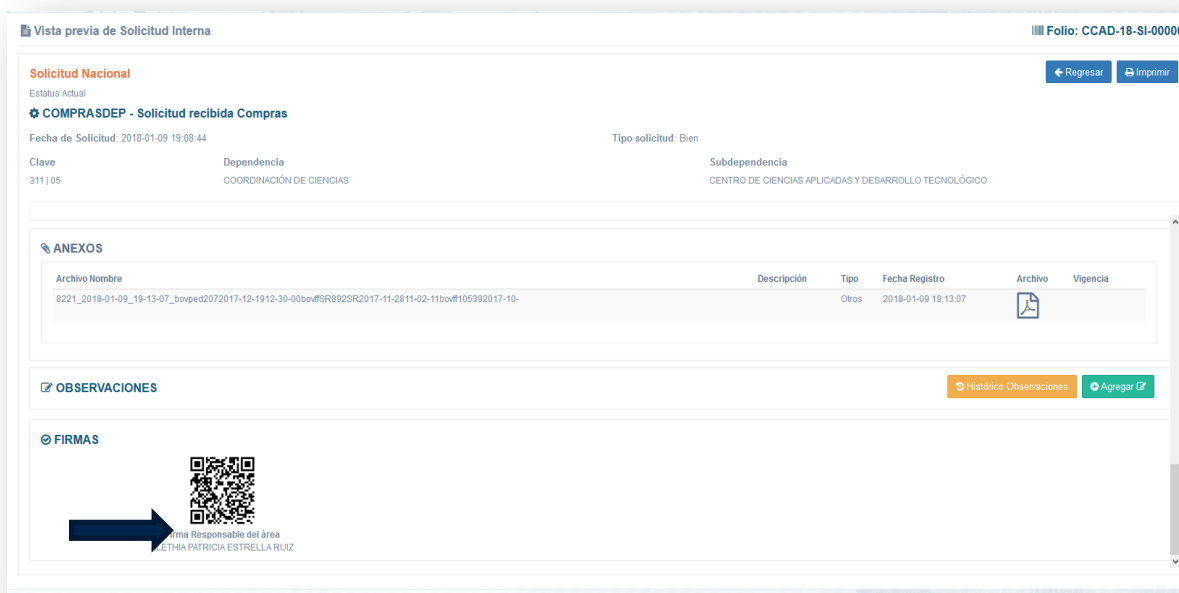 Vista previa de Solicitud Interna
Folio: CCAD-18-SI-00000
Solicitud Nacional
Regresar
Imprimir
Estatus Actual
COMPRASDEP - Solicitud recibida Compras
Fecha de Solicitud: 2018-01-09 19:08:44
Tipo solicitud: Bien
Clave
Dependencia
Subdependencia
311 | 05
COORDINACIÓN DE CIENCIAS
CENTRO DE CIENCIAS APLICADAS Y DESARROLLO TECNOLÓGICO
ANEXOS
Archivo Nombre
Descripción
Tipo
Fecha Registro
Archivo
Vigencia
8221_2018-01-09_19-13-07_bovped2072017-12-1912-30-00bovffSR892SR2017-11-2811-02-11bovff105392017-10-
Otros
2018-01-09 19:13:07
OBSERVACIONES
Histórico Observaciones
Agregar
FIRMAS
Responsable del área
PATRICIA ESTRELLA RUIZ